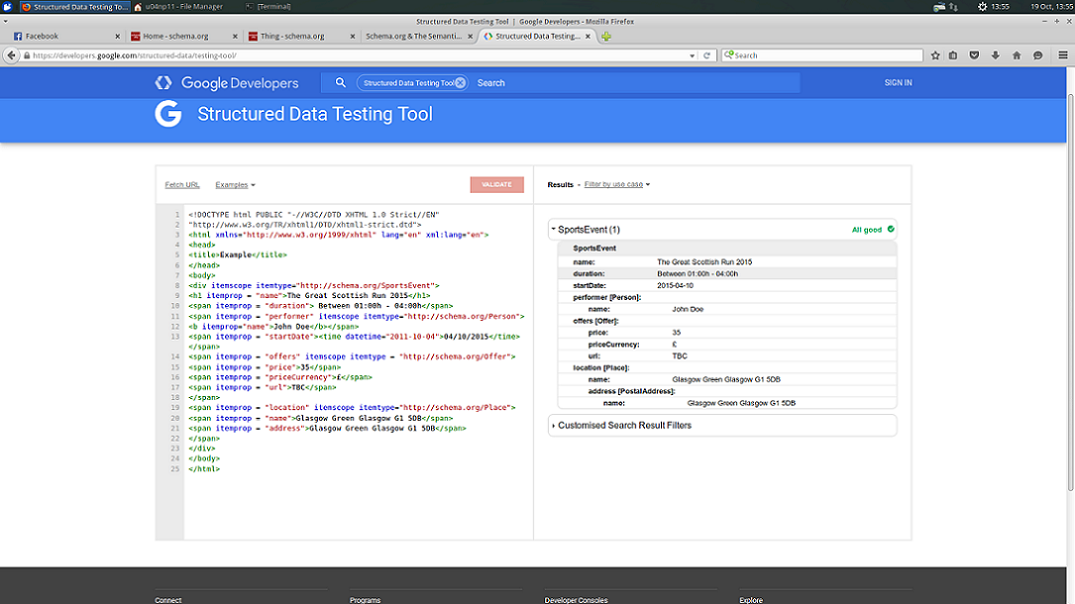 Structured Data Testing To...
u04np11 - File Manager
[Terminal]
13:55
19 Oct, 13:55
Structured Data Testing Tool | Google Developers - Mozilla Firefox
Facebook
Home - schema.org
Thing - schema.org
Schema.org & The Semanti...
Structured Data Testing...
https://developers.google.com/structured-data/testing-tool/
Search
Google Developers
Structured Data Testing Tool
Search
SIGN IN
G Structured Data Testing Tool
Fetch URL
Examples
VALIDATE
1 <!DOCTYPE html PUBLIC "-//W3C//DTD XHTML 1.0 Strict//EN"
2 "http://www.w3.org/TR/xhtml1/DTD/xhtml1-strict.dtd">
3 <html xmlns="http://www.w3.org/1999/xhtml" lang="en" xml:lang="en">
4 <head>
5 <title>Example</title>
6 </head>
7 <body>
8 <div itemscope itemtype="http://schema.org/SportsEvent">
9 <h1 itemprop = "name">The Great Scottish Run 2015</h1>
10 <span itemprop = "duration"> Between 01:00h - 04:00h</span>
11 <span itemprop = "performer" itemscope itemtype="http://schema.org/Person">
12 <b itemprop="name">John Doe</b></span>
13 <span itemprop = "startDate"><time datetime="2011-10-04">04/10/2015</time>
</span>
14 <span itemprop = "offers" itemscope itemtype = "http://schema.org/Offer">
15 <span itemprop = "price">35</span>
16 <span itemprop = "priceCurrency">£</span>
17 <span itemprop = "url">TBC</span>
18 </span>
19 <span itemprop = "location" itemscope itemtype="http://schema.org/Place">
20 <span itemprop = "name">Glasgow Green Glasgow G1 5DB</span>
21 <span itemprop = "address">Glasgow Green Glasgow G1 5DB</span>
22 </span>
23 </div>
24 </body>
25 </html>
Results - Filter by use case
SportsEvent (1)
All good
SportsEvent
name: The Great Scottish Run 2015
duration: Between 01:00h - 04:00h
startDate: 2015-04-10
performer [Person]:
name: John Doe
offers [Offer]:
price: 35
priceCurrency: £
url: TBC
location [Place]:
name: Glasgow Green Glasgow G1 5DB
address [PostalAddress]:
name: Glasgow Green Glasgow G1 5DB
Customised Search Result Filters
Connect
Programs
Developer Consoles
Explore